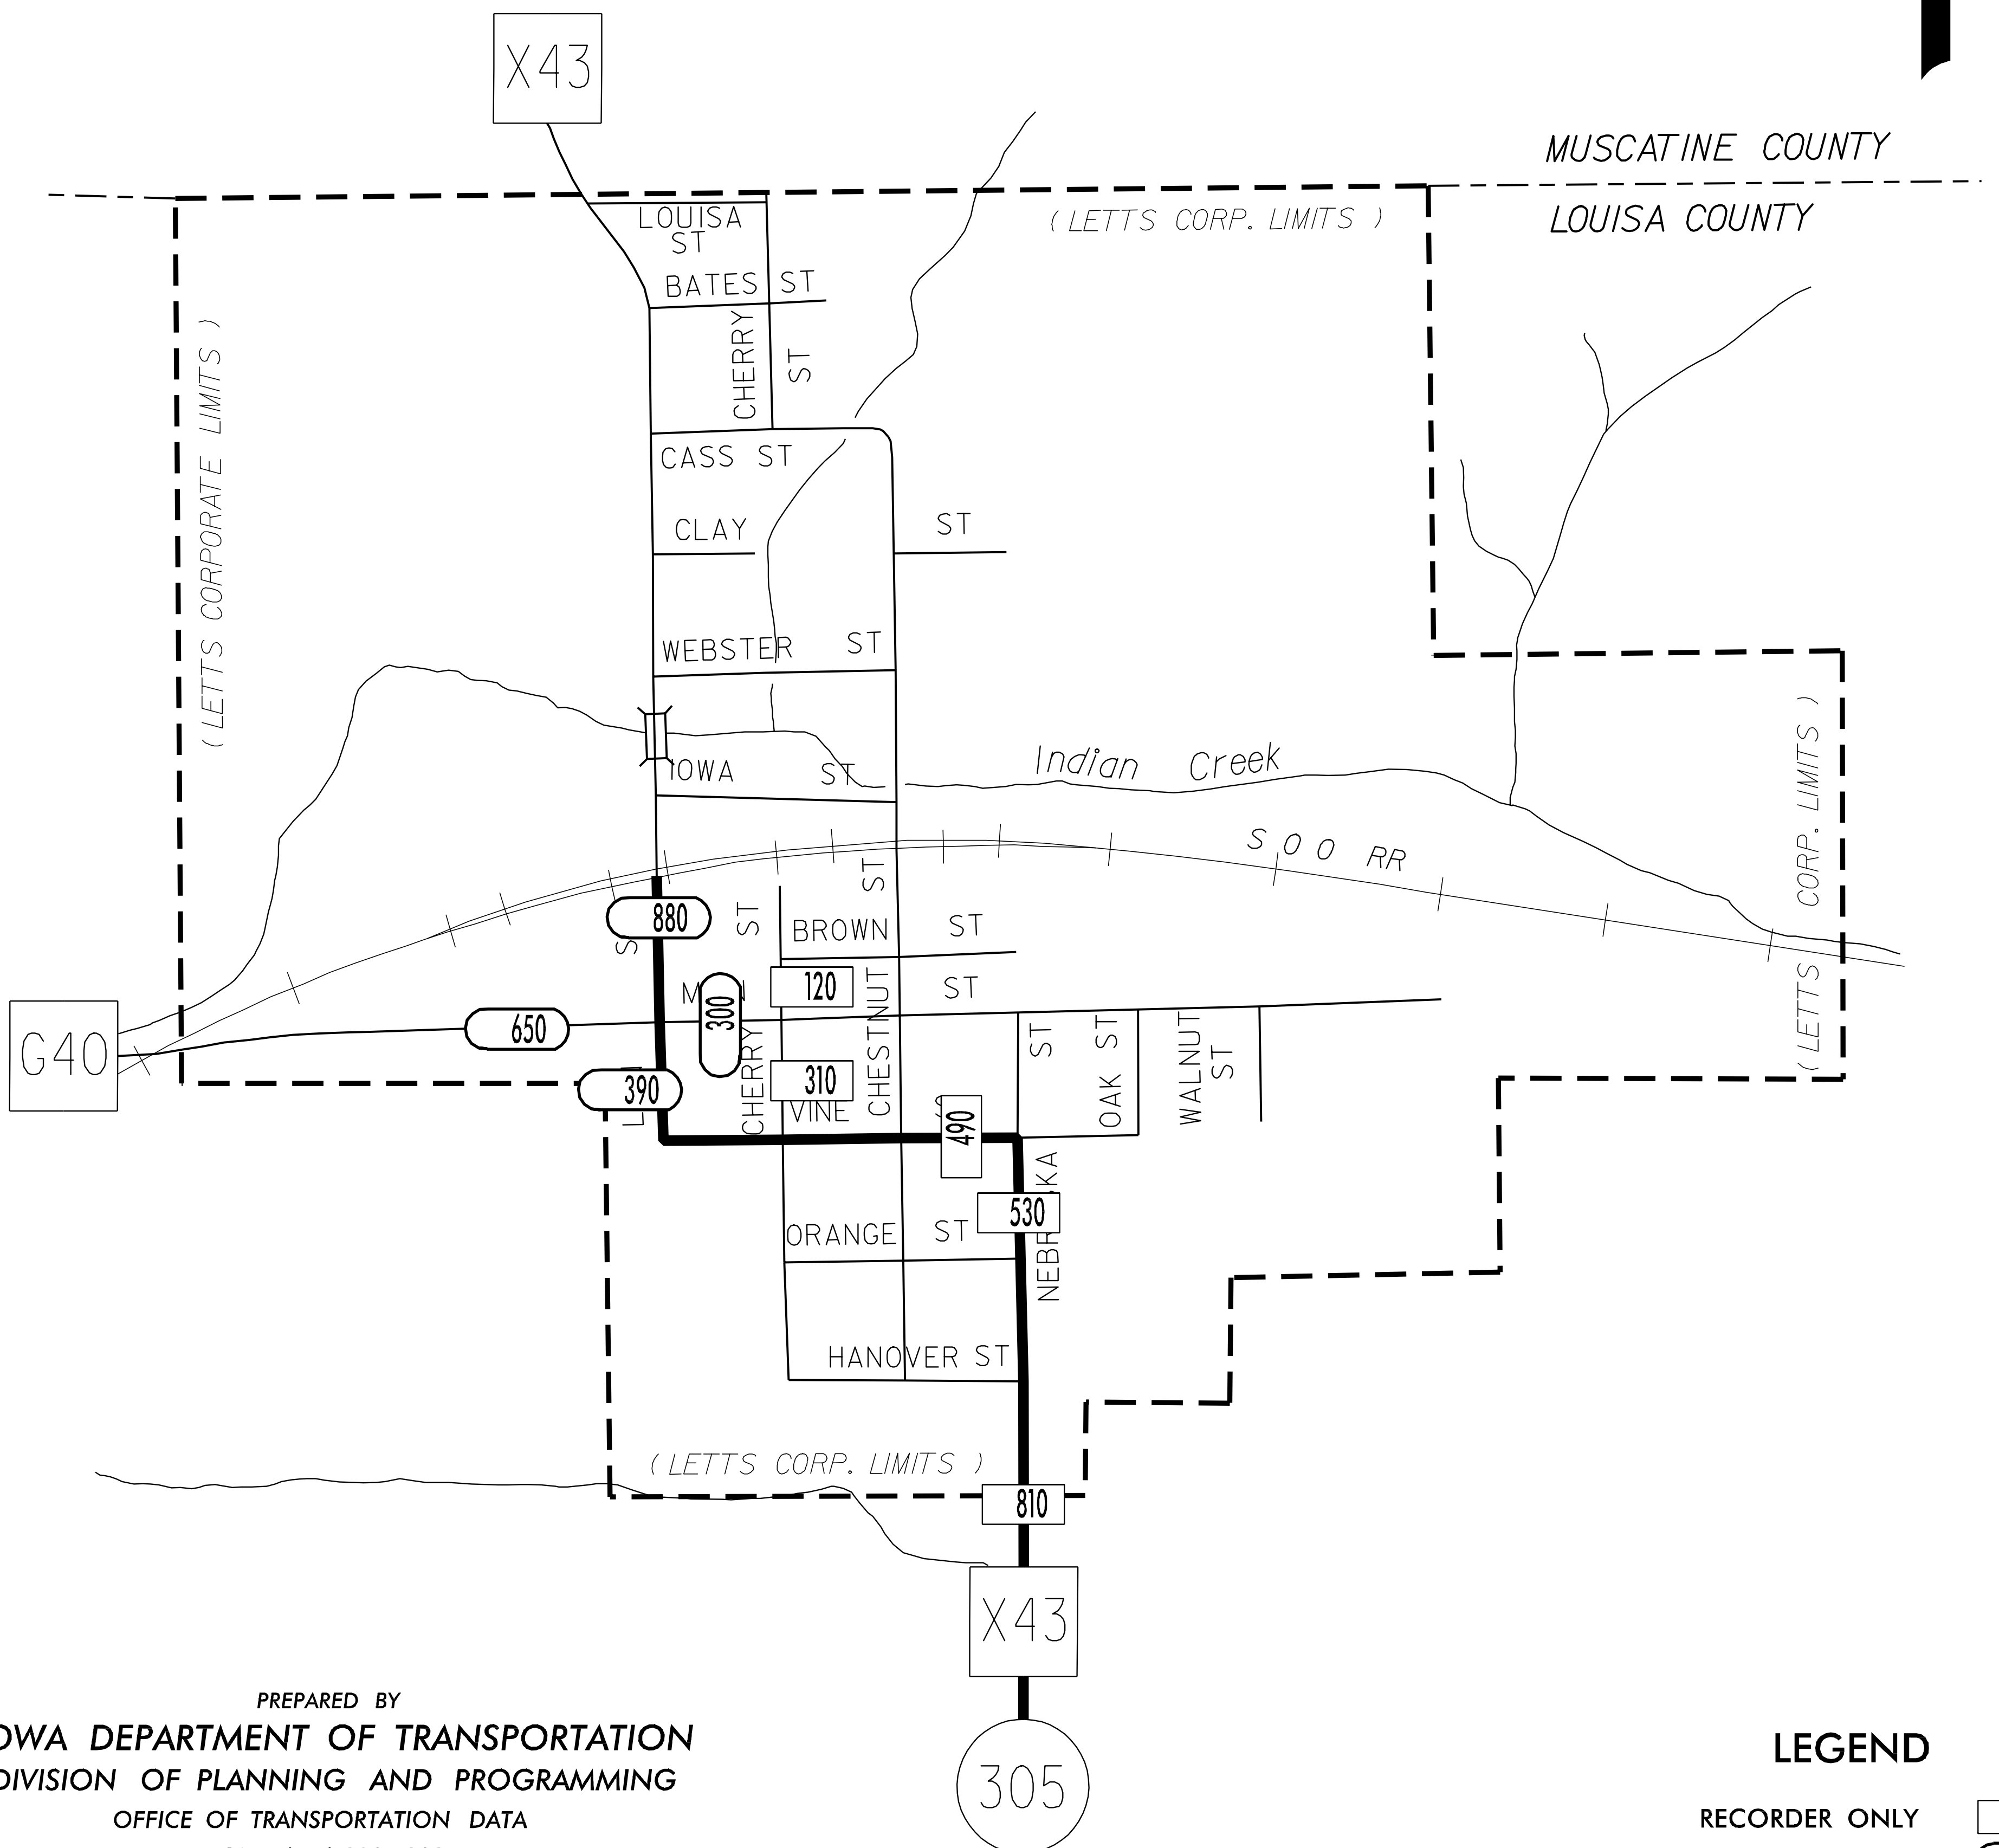 X43
MUSCATINE COUNTY
LOUISA COUNTY
( LETTS CORP. LIMITS )
LOUISA
ST
BATES ST
CHERRY
ST
( LETTS CORPORATE LIMITS )
CASS ST
CLAY ST
WEBSTER ST
IOWA ST
Indian Creek
SOO RR
( LETTS CORP. LIMITS )
880
ST
ST
BROWN ST
120
ST
300
650
G40
CHERRY
CHESTNUT
310
VINE
390
490
ST
OAK ST
WALNUT
ST
530
ORANGE ST
HANOVER ST
( LETTS CORP. LIMITS )
810
X43
305
PREPARED BY
OWA DEPARTMENT OF TRANSPORTATION
DIVISION OF PLANNING AND PROGRAMMING
OFFICE OF TRANSPORTATION DATA
LEGEND
RECORDER ONLY